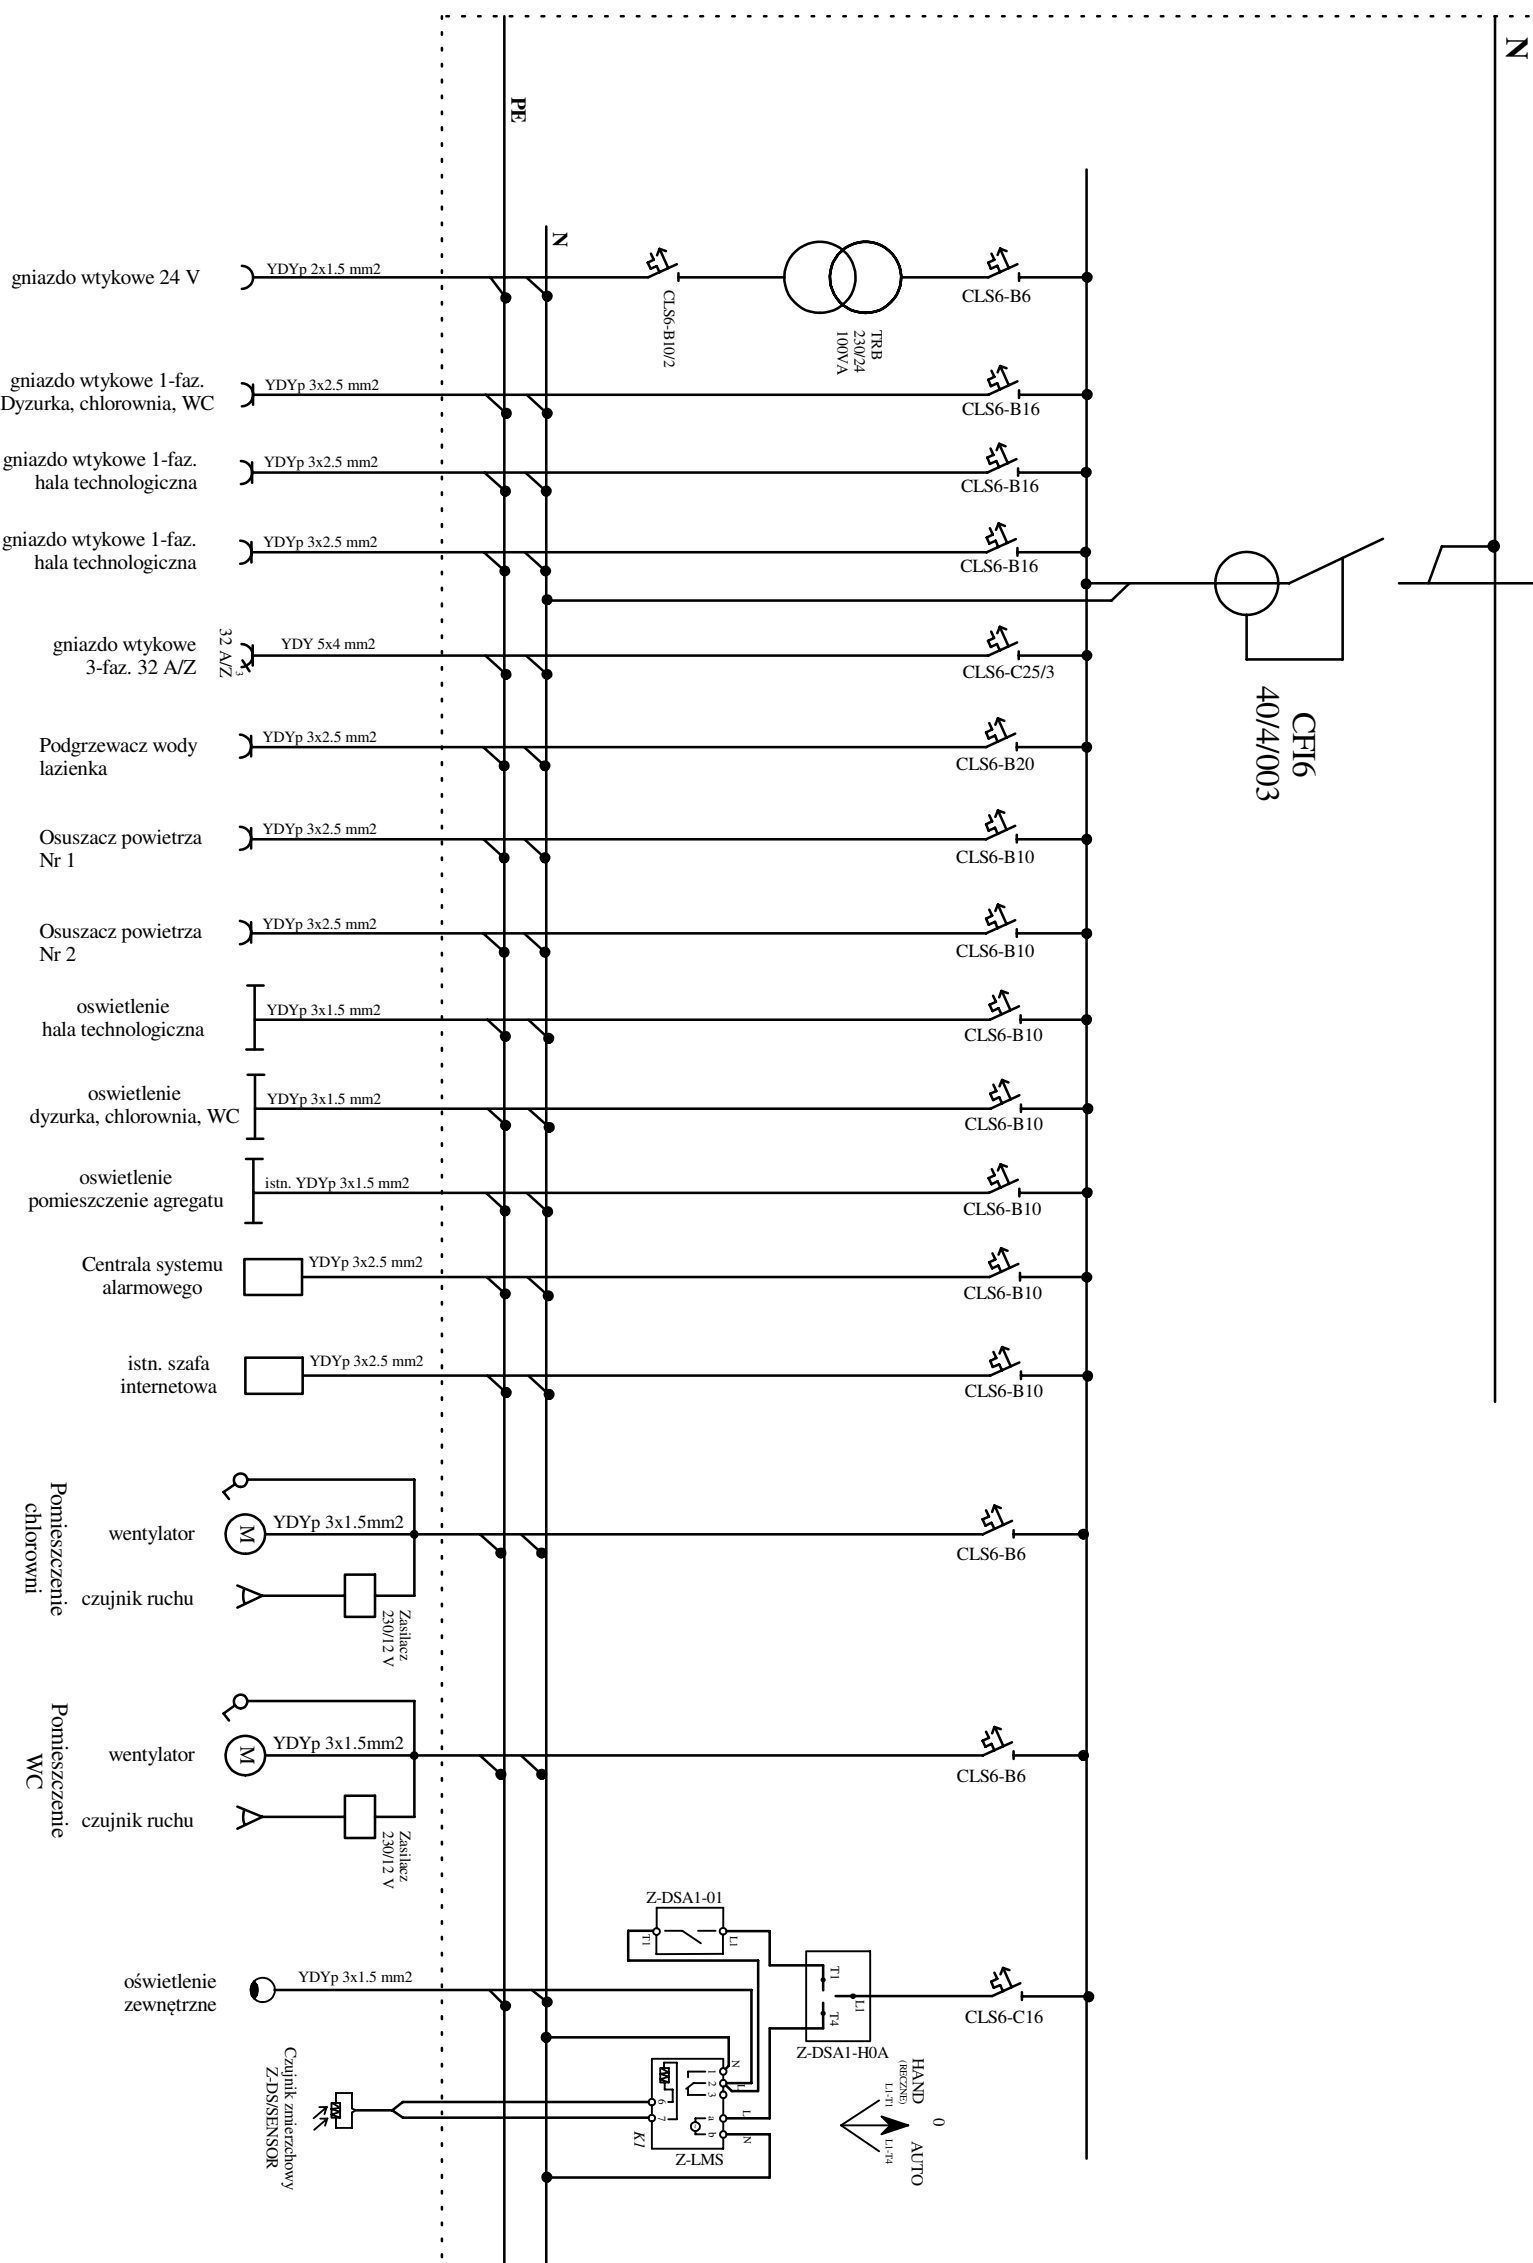 N
PE
N
gniazdo wtykowe 24 V
YDYp 2x1.5 mm2
CLS6-B10/2
TRB
230/24
100VA
CLS6-B6
gniazdo wtykowe 1-faz.
Dyzurka, chlorownia, WC
YDYp 3x2.5 mm2
CLS6-B16
gniazdo wtykowe 1-faz.
hala technologiczna
YDYp 3x2.5 mm2
CLS6-B16
gniazdo wtykowe 1-faz.
hala technologiczna
YDYp 3x2.5 mm2
CLS6-B16
gniazdo wtykowe
3-faz. 32 A/Z
32 A/Z
3
YDY 5x4 mm2
CLS6-C25/3
CFI6
40/4/003
Podgrzewacz wody
lazienka
YDYp 3x2.5 mm2
CLS6-B20
Osuszacz powietrza
Nr 1
YDYp 3x2.5 mm2
CLS6-B10
Osuszacz powietrza
Nr 2
YDYp 3x2.5 mm2
CLS6-B10
oswietlenie
hala technologiczna
YDYp 3x1.5 mm2
CLS6-B10
oswietlenie
dyzurka, chlorownia, WC
YDYp 3x1.5 mm2
CLS6-B10
oswietlenie
pomieszczenie agregatu
istn. YDYp 3x1.5 mm2
CLS6-B10
Centrala systemu
alarmowego
YDYp 3x2.5 mm2
CLS6-B10
istn. szafa
internetowa
YDYp 3x2.5 mm2
CLS6-B10
Pomieszczenie
chlorowni
wentylator
M
YDYp 3x1.5mm2
CLS6-B6
czujnik ruchu
Zasilacz
230/12 V
Pomieszczenie
WC
wentylator
M
YDYp 3x1.5mm2
CLS6-B6
czujnik ruchu
Zasilacz
230/12 V
Z-DSA1-01
T1
L1
oświetlenie
zewnętrzne
YDYp 3x1.5 mm2
T1
L1
T4
CLS6-C16
Z-DSA1-H0A
HAND
(RECZNE)
L1-T1
0
AUTO
L1-T4
N
L
1
2
3
6
7
a
b
L
N
K1
Z-LMS
Czujnik zmierzchowy
Z-DS/SENSOR